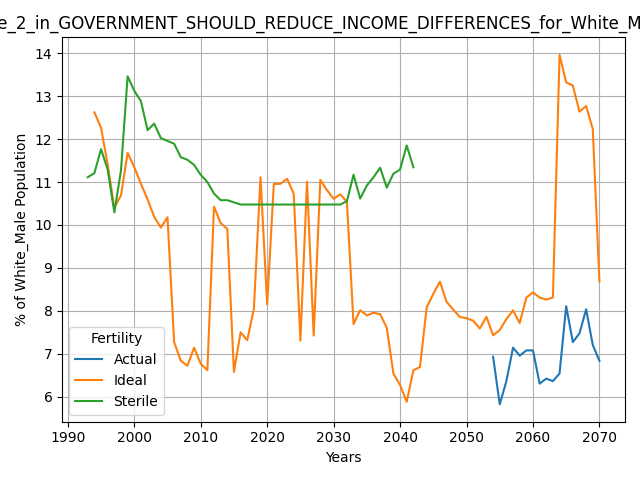 e_2_in_GOVERNMENT_SHOULD_REDUCE_INCOME_DIFFERENCES_for_White_M
% of White_Male Population
14
13
12
11
10
9
8
7
6
Fertility
Actual
Ideal
Sterile
1990 2000 2010 2020 2030 2040 2050 2060 2070
Years